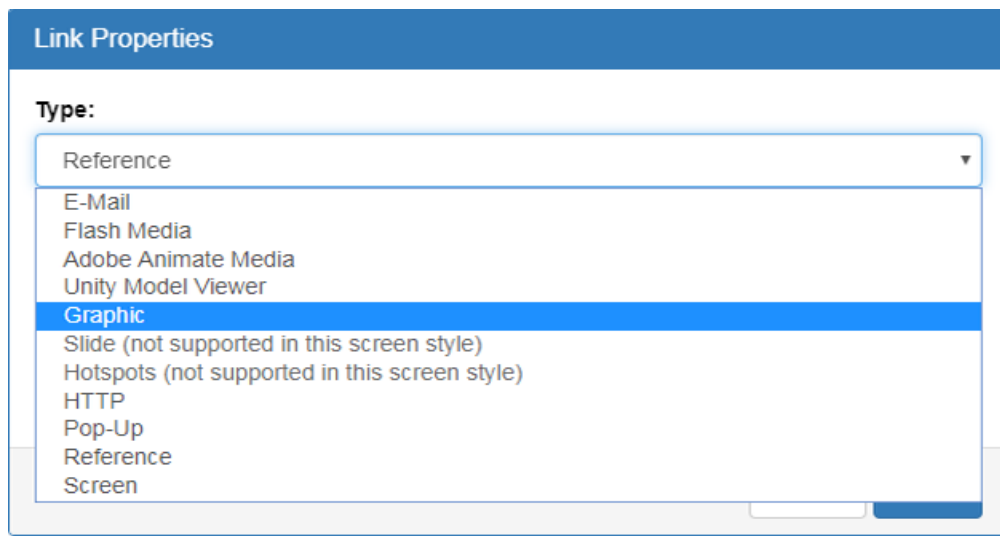 Link Properties
Type:
Reference
E-Mail
Flash Media
Adobe Animate Media
Unity Model Viewer
Graphic
Slide (not supported in this screen style)
Hotspots (not supported in this screen style)
HTTP
Pop-Up
Reference
Screen